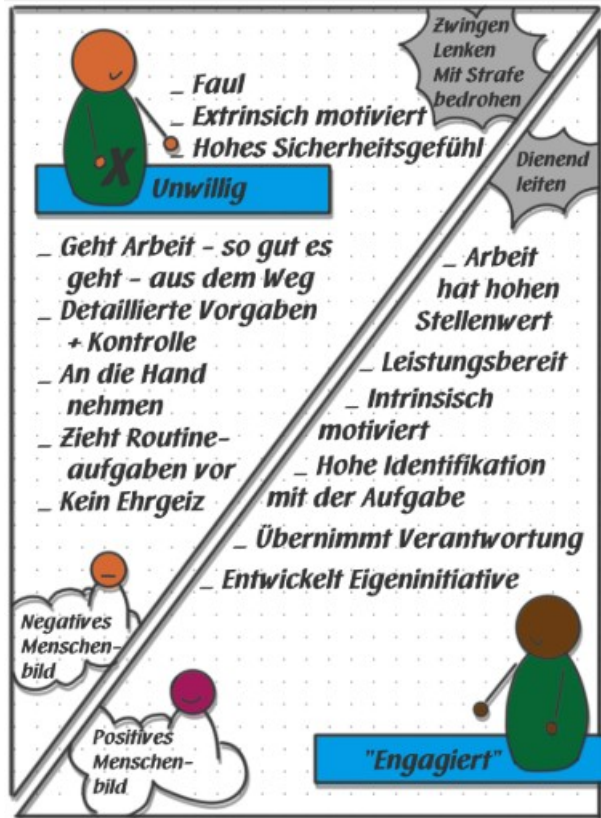 Zwingen
Lenken
Mit Strafe
bedrohen
_ Faul
_ Extrinsich motiviert
_ Hohes Sicherheitsgefühl
X
Unwillig
Dienend
leiten
_ Geht Arbeit – so gut es
geht – aus dem Weg
_ Detaillierte Vorgaben
+ Kontrolle
_ An die Hand
nehmen
_ Zieht Routine–
aufgaben vor
_ Kein Ehrgeiz
_ Arbeit
hat hohen
Stellenwert
_ Leistungsbereit
_ Intrinsisch
motiviert
_ Hohe Identifikation
mit der Aufgabe
_ Übernimmt Verantwortung
_ Entwickelt Eigeninitiative
Negatives
Menschen–
bild
Positives
Menschen–
bild
"Engagiert"